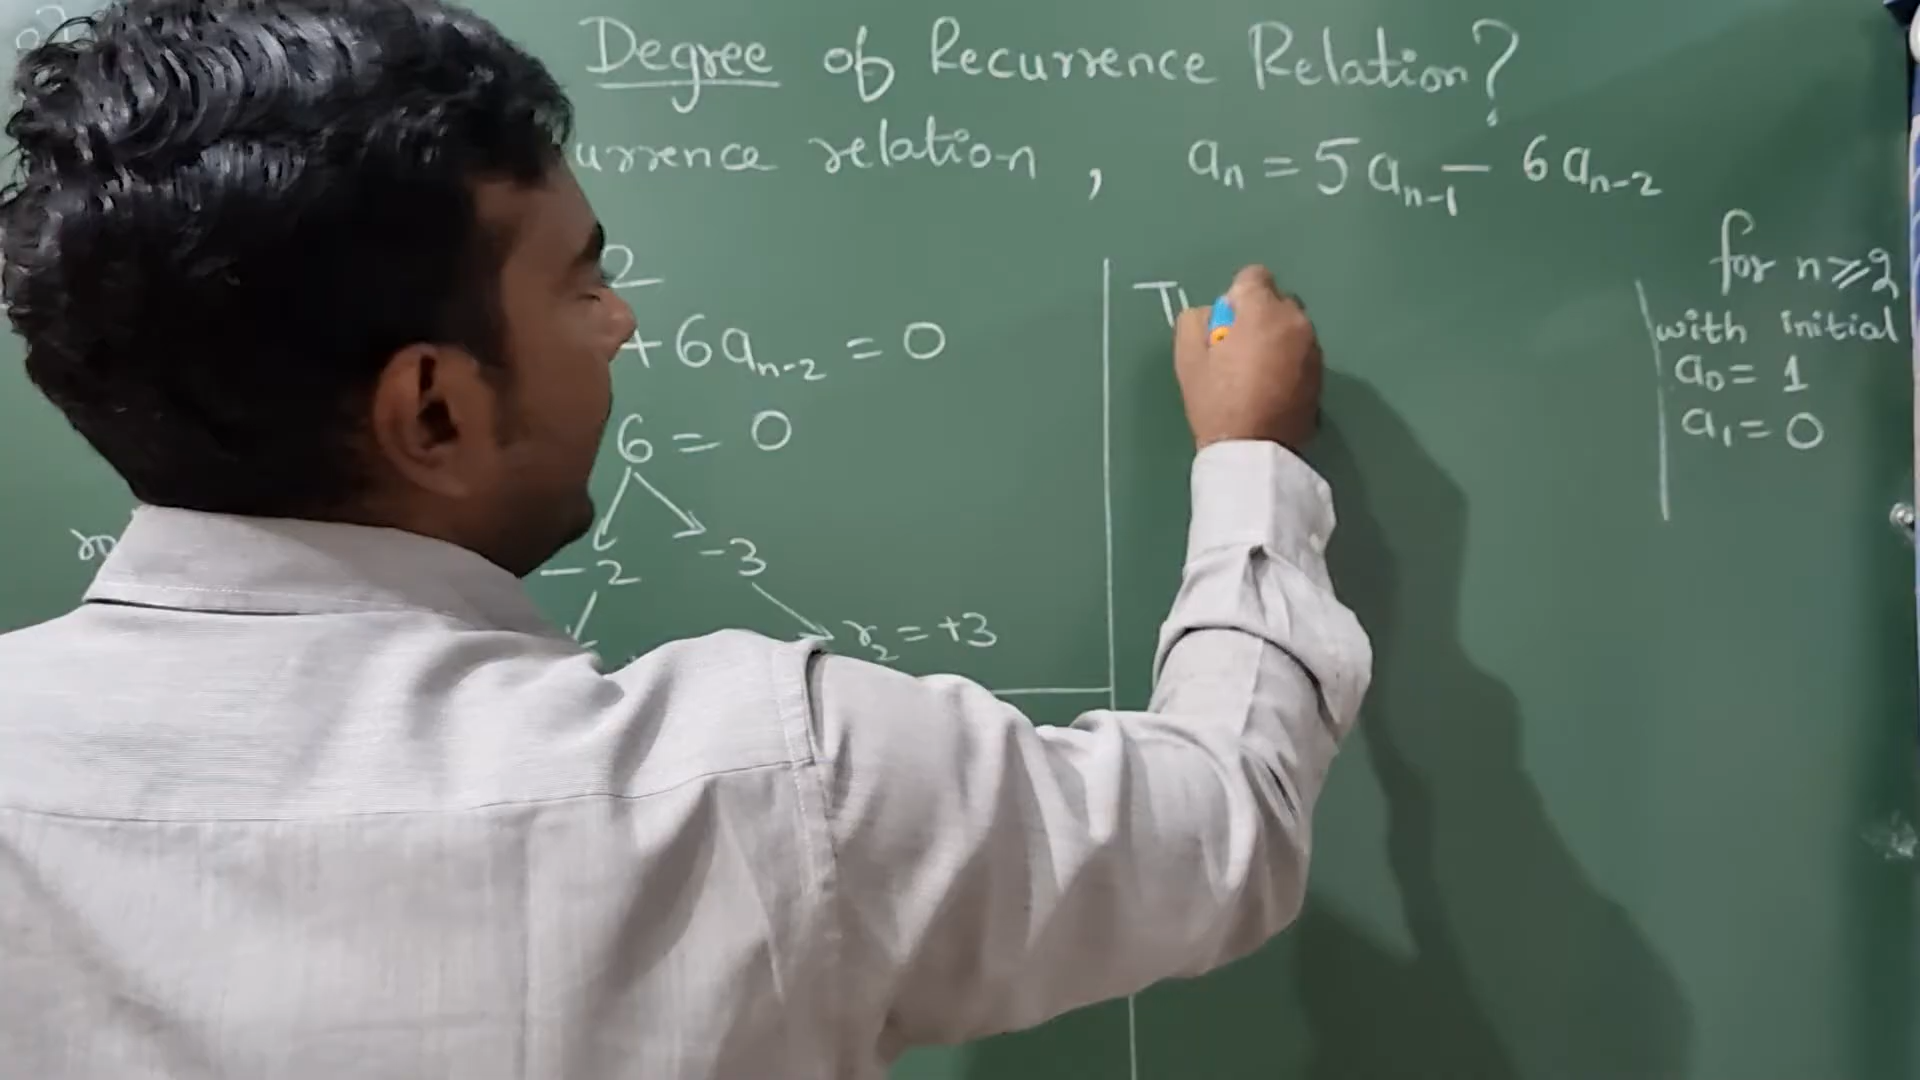 Degree of Recurrence Relation?
urrence relation , aₙ = 5aₙ₋₁ - 6aₙ₋₂
for n ⩾ 2
2
+ 6aₙ₋₂ = 0
with initial
a₀ = 1
a₁ = 0
6 = 0
-2 -3
r₂ = +3